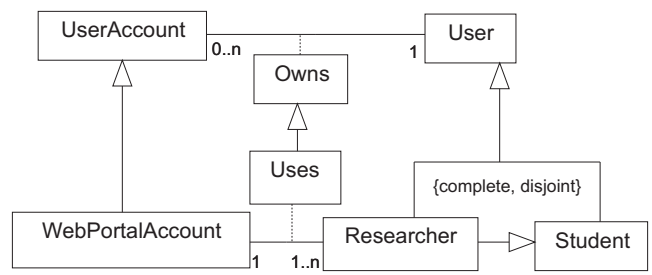 UserAccount
User
0..n
1
Owns
Uses
{complete, disjoint}
WebPortalAccount
Researcher
Student
1
1..n